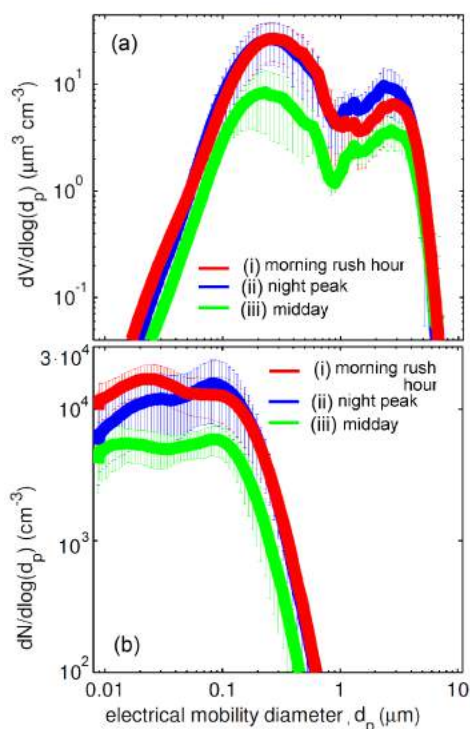 (a)
dV/dlog(d_p) (μm³ cm⁻³)
10¹
10⁰
10⁻¹
(i) morning rush hour
(ii) night peak
(iii) midday
3·10⁴
10⁴
10³
10²
dN/dlog(d_p) (cm⁻³)
(i) morning rush
hour
(ii) night peak
(iii) midday
(b)
0.01 0.1 1 10
electrical mobility diameter, d_p (μm)